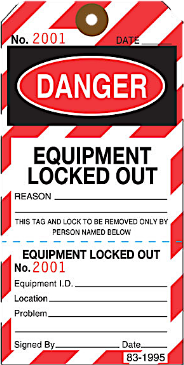 No. 2001 DATE
DANGER
EQUIPMENT
LOCKED OUT
REASON
THIS TAG AND LOCK TO BE REMOVED ONLY BY
PERSON NAMED BELOW
EQUIPMENT LOCKED OUT
No. 2001
Equipment I.D.
Location
Problem
Signed By Date
83-1995